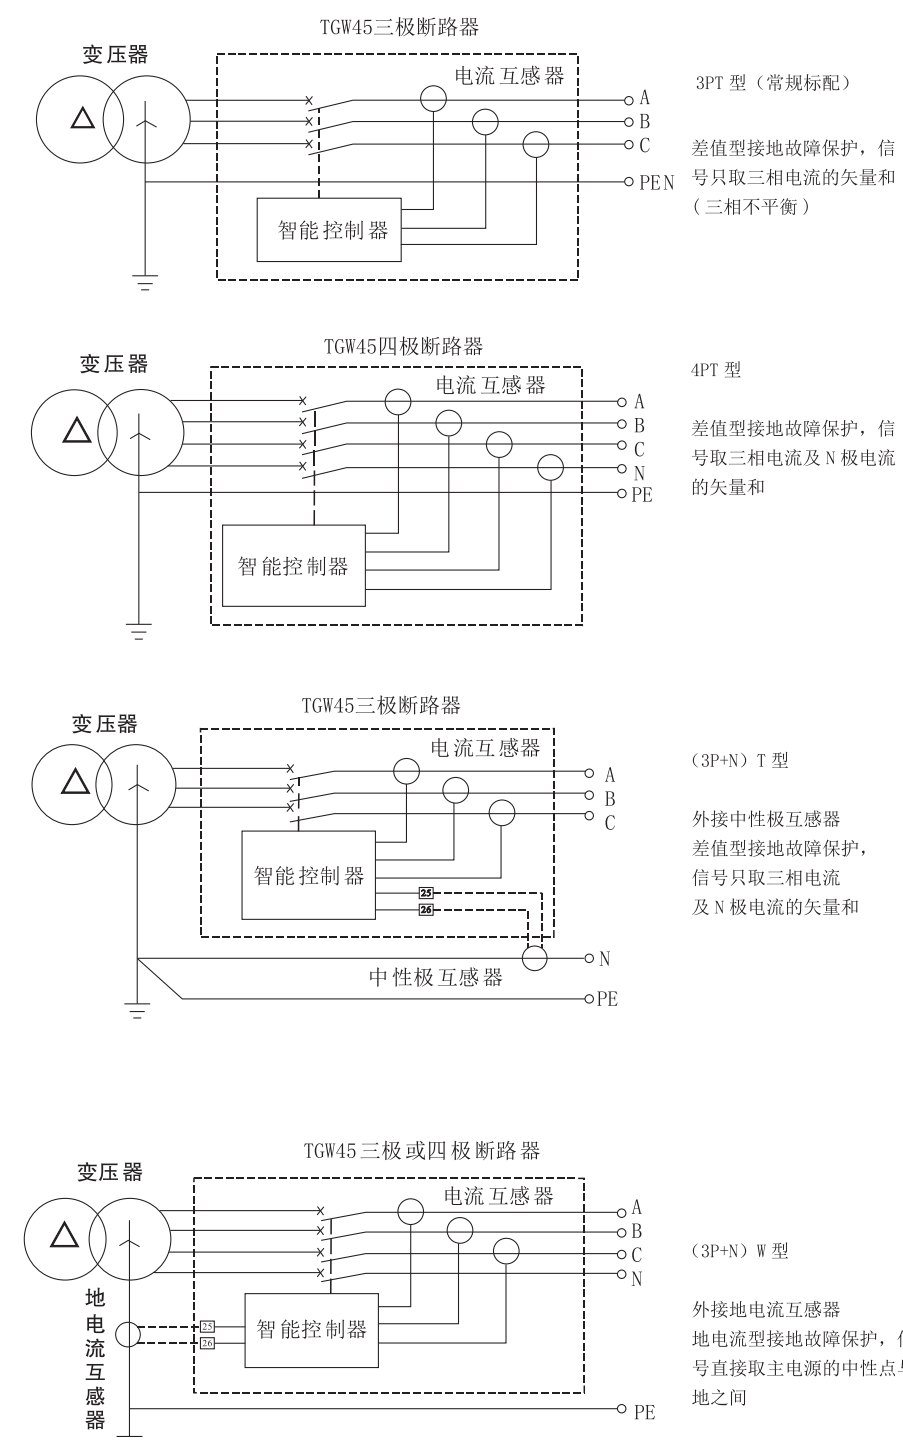 TGW45三极断路器
变压器
电流互感器
A
B
C
PEN
智能控制器
3PT 型（常规标配）
差值型接地故障保护，信
号只取三相电流的矢量和
(三相不平衡)
TGW45四极断路器
变压器
电流互感器
A
B
C
N
PE
智能控制器
4PT 型
差值型接地故障保护，信
号取三相电流及 N 极电流
的矢量和
TGW45三极断路器
变压器
电流互感器
A
B
C
智能控制器
25
26
N
中性极互感器
PE
（3P+N）T 型
外接中性极互感器
差值型接地故障保护，
信号只取三相电流
及 N 极电流的矢量和
TGW45三极或四极断路器
变压器
电流互感器
A
B
C
N
智能控制器
25
26
地电流互感器
PE
（3P+N）W 型
外接地电流互感器
地电流型接地故障保护，
号直接取主电源的中性点
地之间